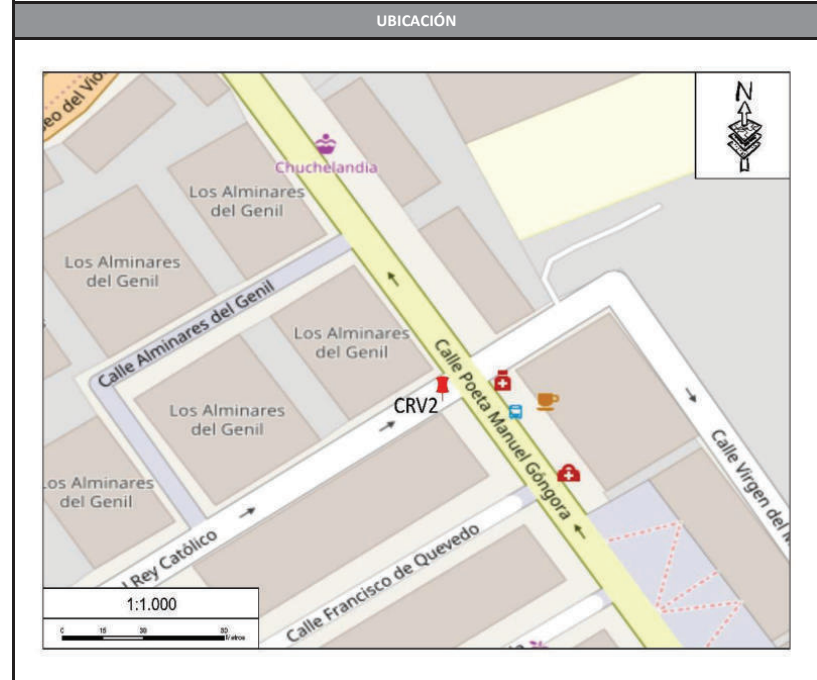 UBICACIÓN
N
eo del Vio
Chuchelandia
Los Alminares
del Genil
Los Alminares
del Genil
Calle Alminares del Genil
Los Alminares
del Genil
Calle Poeta Manuel Góngora
CRV2
Los Alminares
del Genil
Calle Virgen del M
Los Alminares
del Genil
l Rey Católico
Calle Francisco de Quevedo
1:1.000
0 15 30
Metros